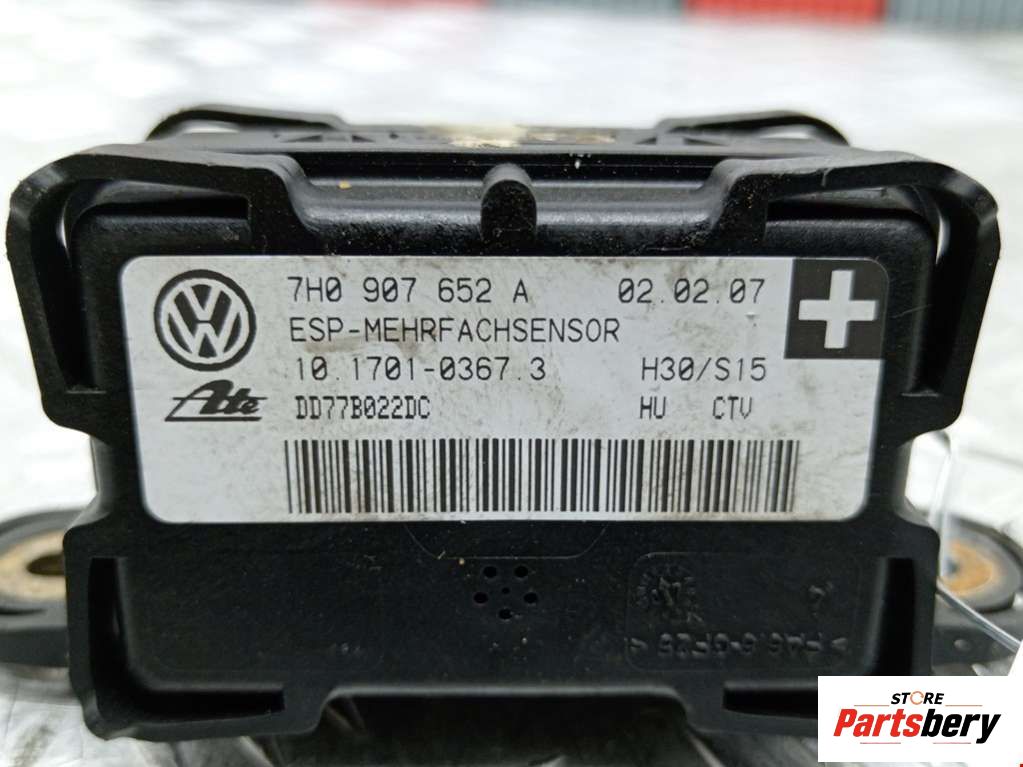 7H0 907 652 A 02.02.07
ESP-MEHRFACHSENSOR
10.1701-0367.3 H30/S15
Ate DD77B022DC HU CTV
STORE
Partsbery